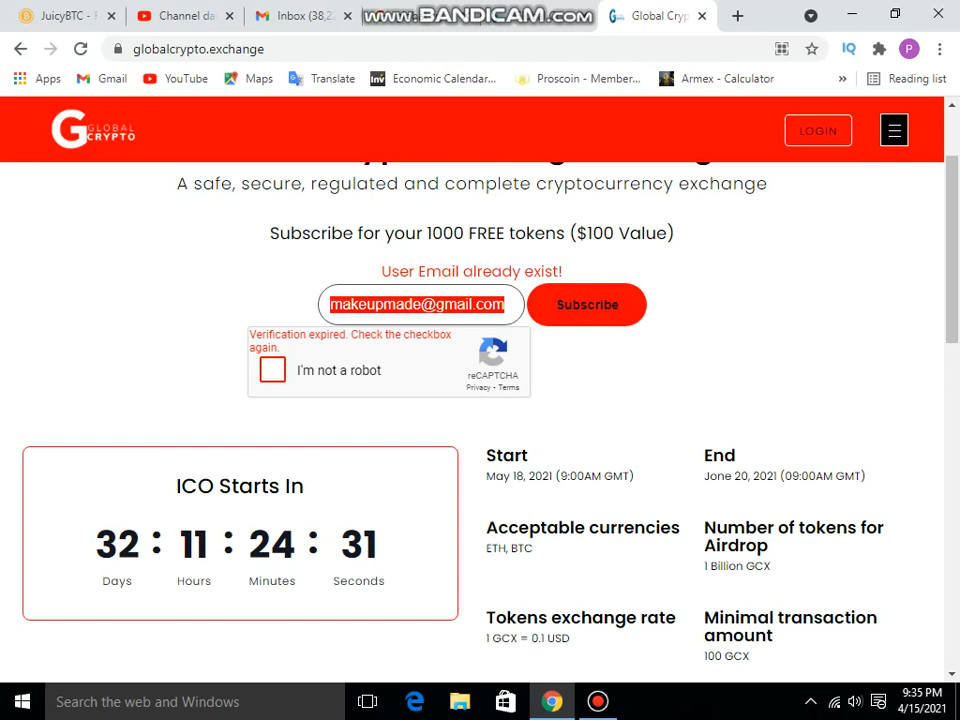 JuicyBTC - F
Channel da
Inbox (38,2
WWW.BANDICAM.COM
Global Cryp
globalcrypto.exchange
P
Apps
Gmail
YouTube
Maps
Translate
Economic Calendar...
Proscoin - Member...
Armex - Calculator
Reading list
GLOBAL
CRYPTO
LOGIN
A safe, secure, regulated and complete cryptocurrency exchange
Subscribe for your 1000 FREE tokens ($100 Value)
User Email already exist!
makeupmade@gmail.com
Subscribe
Verification expired. Check the checkbox
again.
I'm not a robot
reCAPTCHA
Privacy - Terms
ICO Starts In
32 : 11 : 24 : 31
Days Hours Minutes Seconds
Start
May 18, 2021 (9:00AM GMT)
End
Jone 20, 2021 (09:00AM GMT)
Acceptable currencies
ETH, BTC
Number of tokens for
Airdrop
1 Billion GCX
Tokens exchange rate
1 GCX = 0.1 USD
Minimal transaction
amount
100 GCX
Search the web and Windows
9:35 PM
4/15/2021